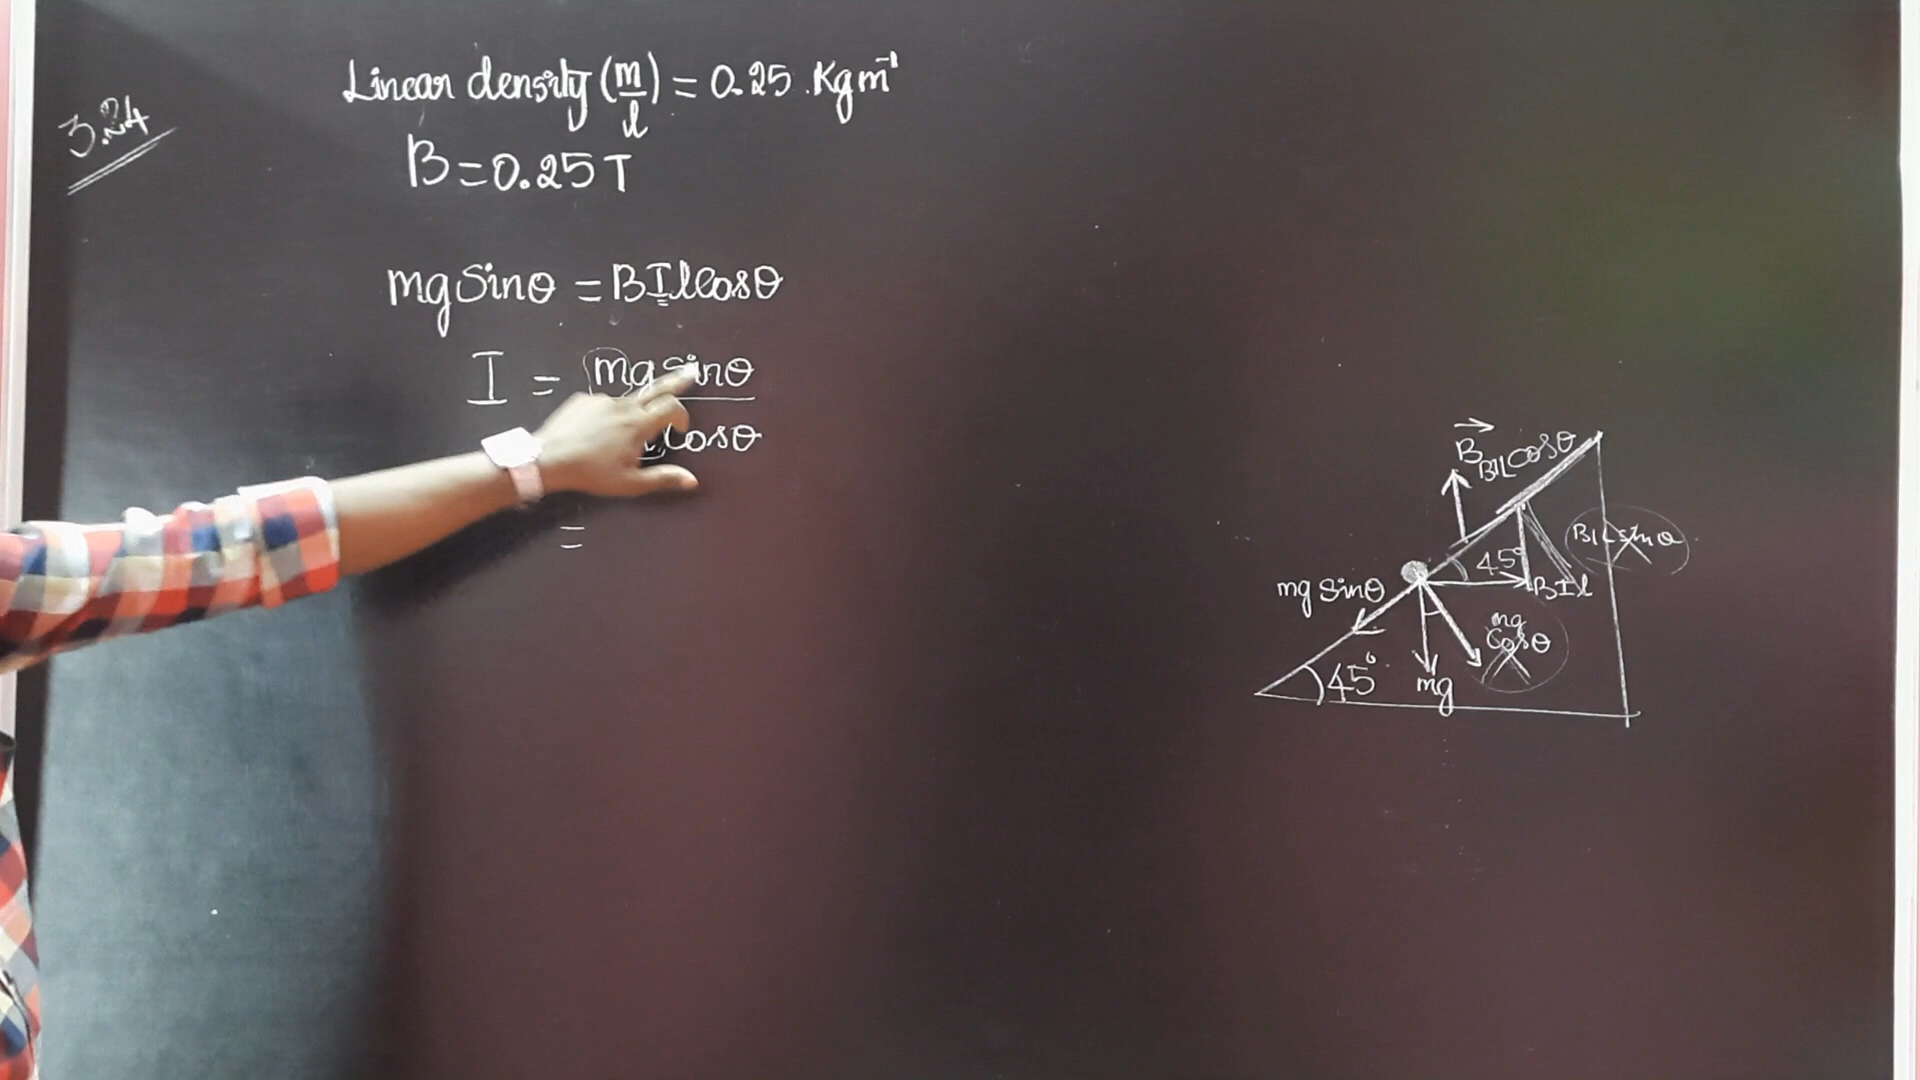 3.24
Linear density (m/l) = 0.25 Kgm⁻¹
B = 0.25 T
mg sinθ = BIl cosθ
I = mg sinθ
cosθ
=
B
BIL cosθ
BIL sinθ
45°
BIl
mg sinθ
mg
cosθ
45°
mg